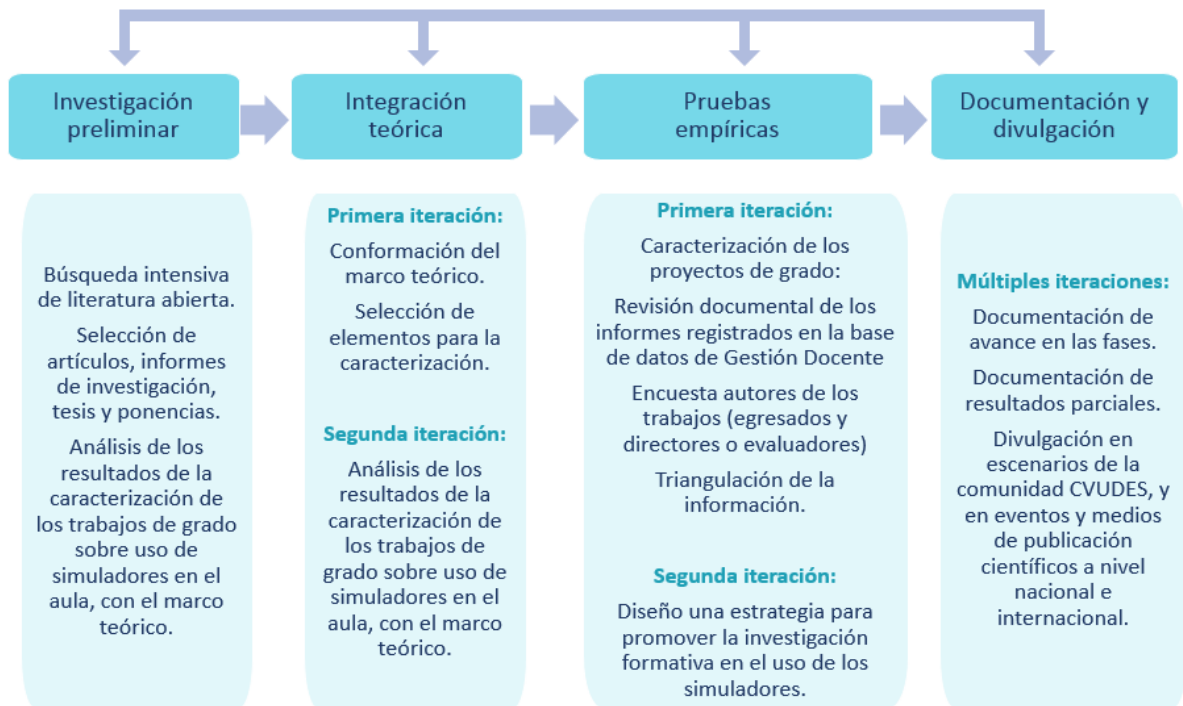 Investigación
preliminar
Integración
teórica
Pruebas
empíricas
Documentación y
divulgación
Búsqueda intensiva
de literatura abierta.
Selección de
artículos, informes
de investigación,
tesis y ponencias.
Análisis de los
resultados de la
caracterización de
los trabajos de grado
sobre uso de
simuladores en el
aula, con el marco
teórico.
Primera iteración:
Conformación del
marco teórico.
Selección de
elementos para la
caracterización.
Segunda iteración:
Análisis de los
resultados de la
caracterización de
los trabajos de
grado sobre uso de
simuladores en el
aula, con el marco
teórico.
Primera iteración:
Caracterización de los
proyectos de grado:
Revisión documental de los
informes registrados en la base
de datos de Gestión Docente
Encuesta autores de los
trabajos (egresados y
directores o evaluadores)
Triangulación de la
información.
Segunda iteración:
Diseño una estrategia para
promover la investigación
formativa en el uso de los
simuladores.
Múltiples iteraciones:
Documentación de
avance en las fases.
Documentación de
resultados parciales.
Divulgación en
escenarios de la
comunidad CVUDES, y
en eventos y medios
de publicación
científicos a nivel
nacional e
internacional.